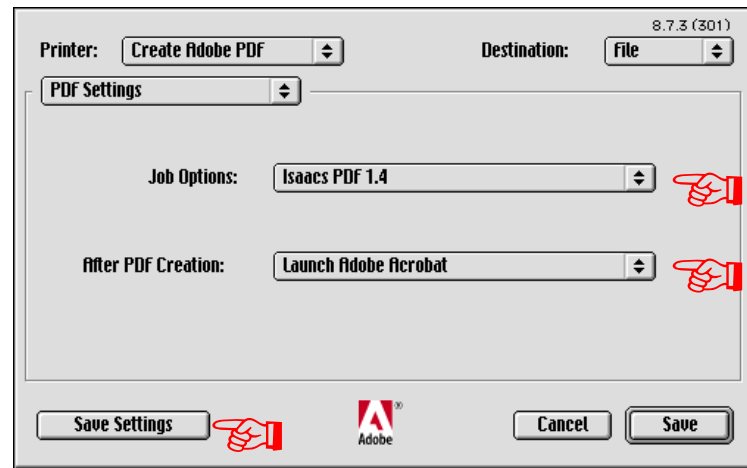 8.7.3 (301)
Printer: Create Adobe PDF Destination: File
PDF Settings
Job Options: Isaacs PDF 1.4
After PDF Creation: Launch Adobe Acrobat
Save Settings Adobe ® Cancel Save